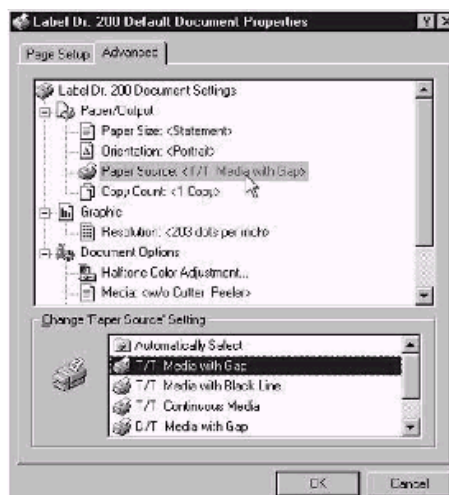 Label Dr. 200 Default Document Properties
Page Setup Advanced
Label Dr. 200 Document Settings
Paper/Output
Paper Size: <Statement>
Orientation: <Portrait>
Paper Source: <T/T Media with Gap>
Copy Count: <1 Copy>
Graphic
Resolution: <203 dots per inch>
Document Options
Halftone Color Adjustment...
Media: <w/o Cutter, Peeler>
Change 'Paper Source' Setting
Automatically Select
T/T Media with Gap
T/T Media with Black Line
T/T Continuous Media
D/T Media with Gap
OK Cancel